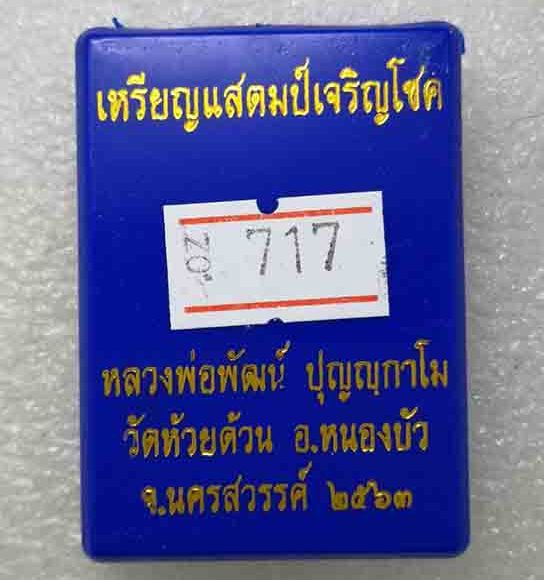 เหรียญแสตมป์เจริญโชค
NO. 717
หลวงพ่อพัฒน์ ปุญญฺกาโม
วัดห้วยด้วน อ.หนองบัว
จ.นครสวรรค์ ๒๕๖๓